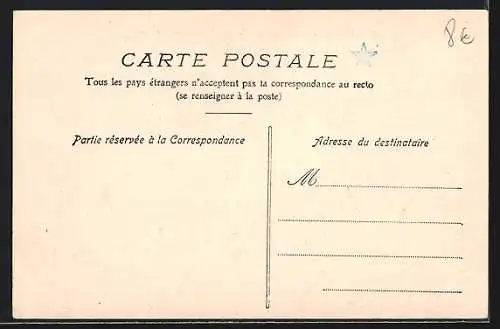 8€
CARTE POSTALE
Tous les pays étrangers n'acceptent pas la correspondance au recto
(se renseigner à la poste)
Partie réservée à la Correspondance
Adresse du destinataire
M